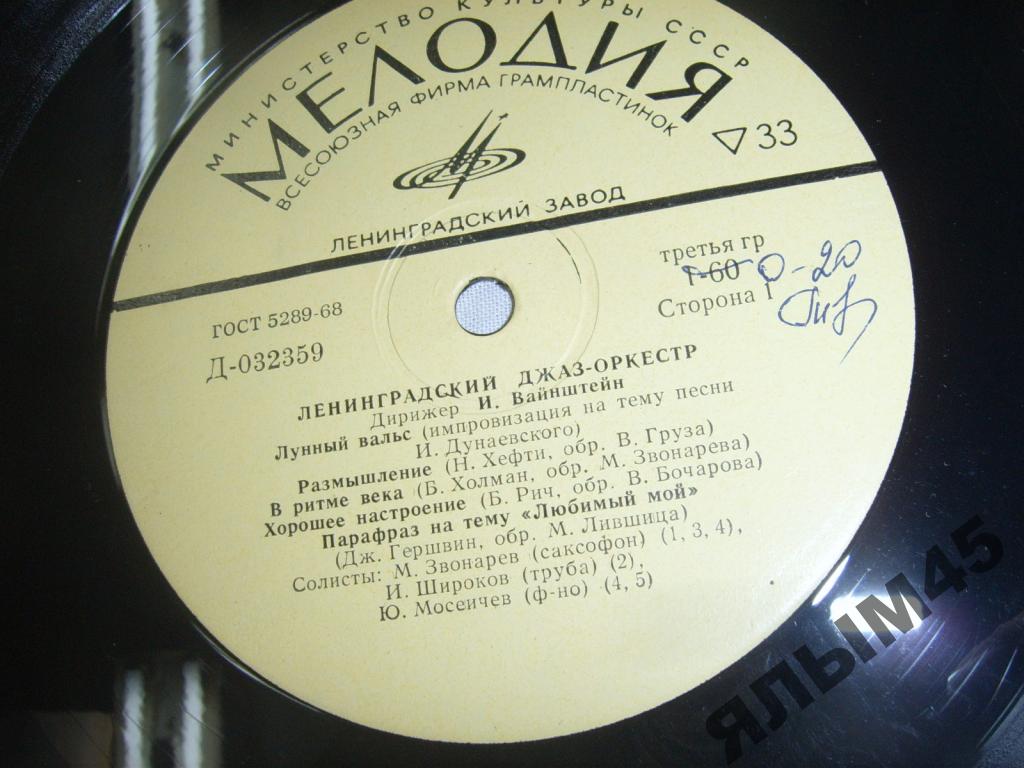 МИНИСТЕРСТВО КУЛЬТУРЫ СССР
МЕЛОДИЯ
ВСЕСОЮЗНАЯ ФИРМА ГРАМПЛАСТИНОК
33
ЛЕНИНГРАДСКИЙ ЗАВОД
ГОСТ 5289-68
третья гр
1-60 0-20
Д-032359
Сторона 1
ЛЕНИНГРАДСКИЙ ДЖАЗ-ОРКЕСТР
Дирижер И. Вайнштейн
Лунный вальс (импровизация на тему песни
И. Дунаевского)
Размышление (Н. Хефти, обр. В. Груза)
В ритме века (Б. Холман, обр. М. Звонарева)
Хорошее настроение (Б. Рич, обр. В. Бочарова)
Парафраз на тему «Любимый мой»
(Дж. Гершвин, обр. М. Лившица)
Солисты: М. Звонарев (саксофон) (1, 3, 4),
И. Широков (труба) (2),
Ю. Мосеичев (ф-но) (4, 5)
ЯЛЫМ45